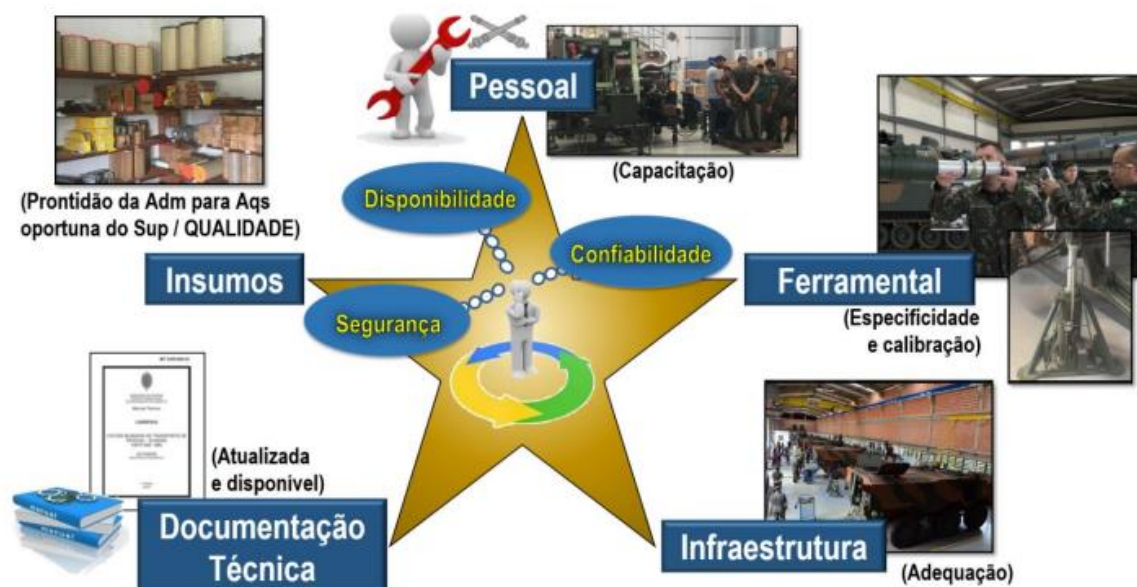 Pessoal
(Capacitação)
(Prontidão da Adm para Aqs
oportuna do Sup / QUALIDADE)
Disponibilidade
Confiabilidade
Segurança
Insumos
Ferramental
(Especificidade
e calibração)
(Atualizada
e disponível)
Documentação
Técnica
Infraestrutura
(Adequação)